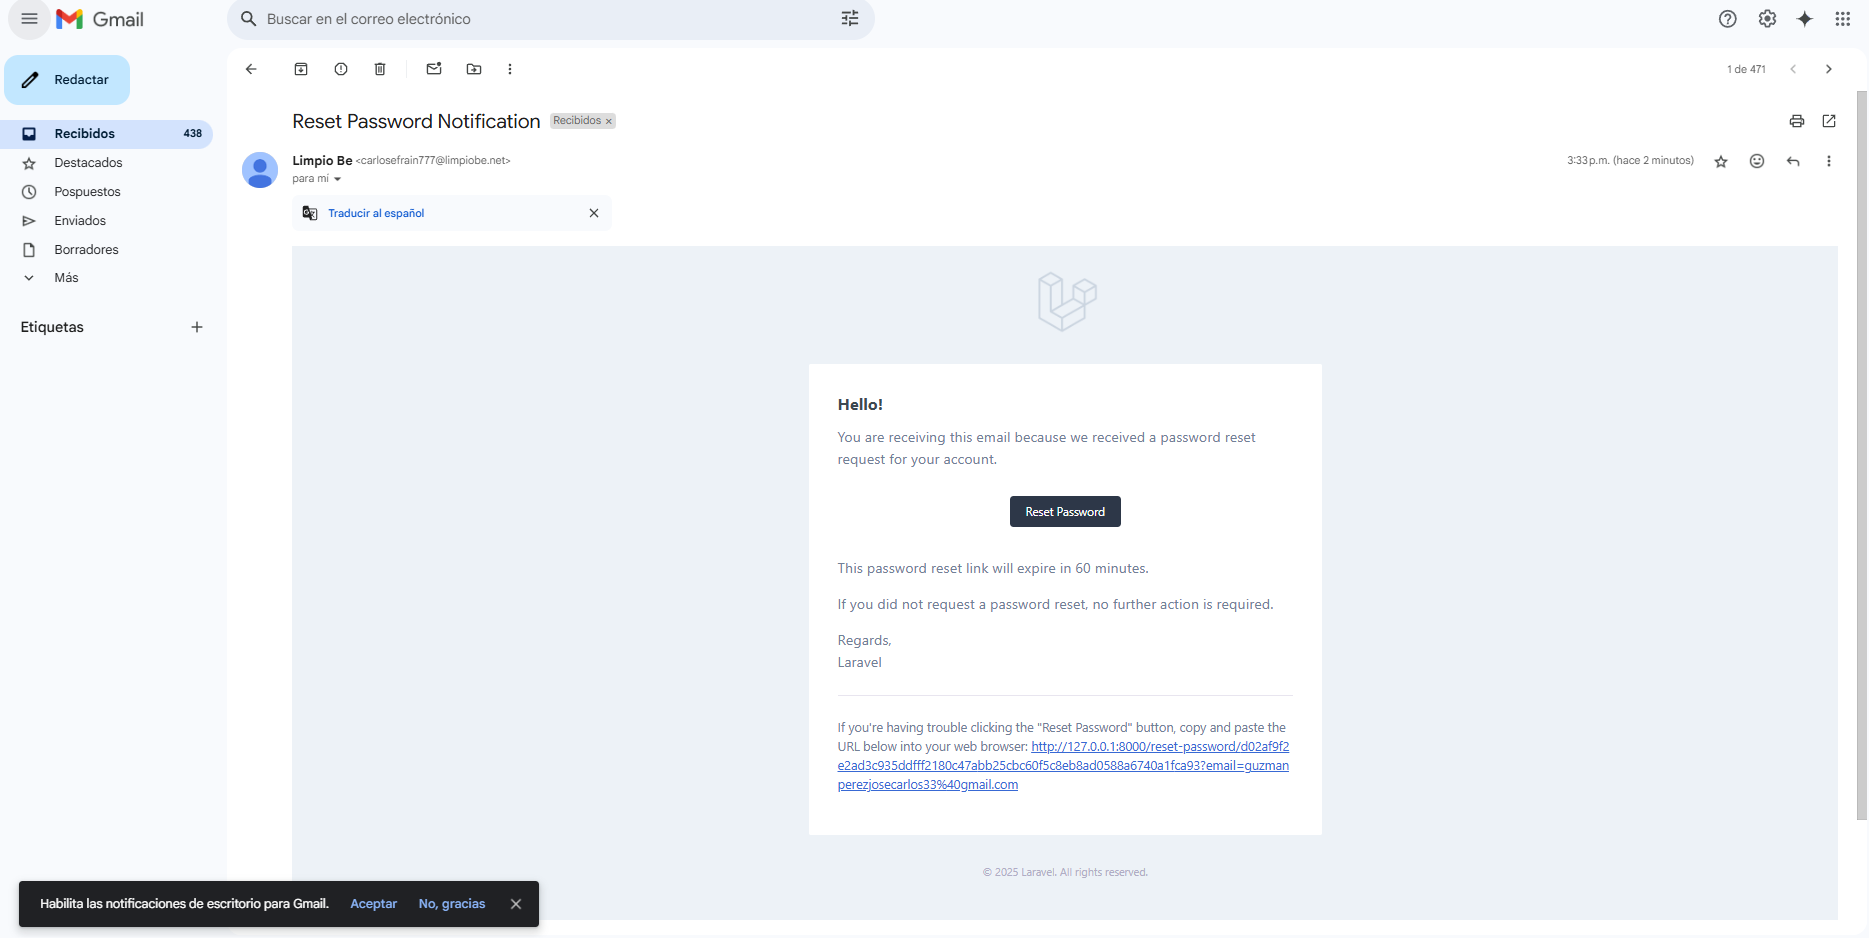 Gmail
Buscar en el correo electrónico
Redactar
1 de 471
Recibidos 438
Destacados
Pospuestos
Enviados
Borradores
Más
Etiquetas
Reset Password Notification Recibidos ×
Limpio Be <carlosefrain777@limpiobe.net> 3:33 p.m. (hace 2 minutos)
para mí
Traducir al español
Hello!
You are receiving this email because we received a password reset
request for your account.
Reset Password
This password reset link will expire in 60 minutes.
If you did not request a password reset, no further action is required.
Regards,
Laravel
If you're having trouble clicking the "Reset Password" button, copy and paste the
URL below into your web browser: http://127.0.0.1:8000/reset-password/d02af9f2
e2ad3c935ddfff2180c47abb25cbc60f5c8eb8ad0588a6740a1fca93?email=guzman
perezjosecarlos33%40gmail.com
© 2025 Laravel. All rights reserved.
Habilita las notificaciones de escritorio para Gmail. Aceptar No, gracias